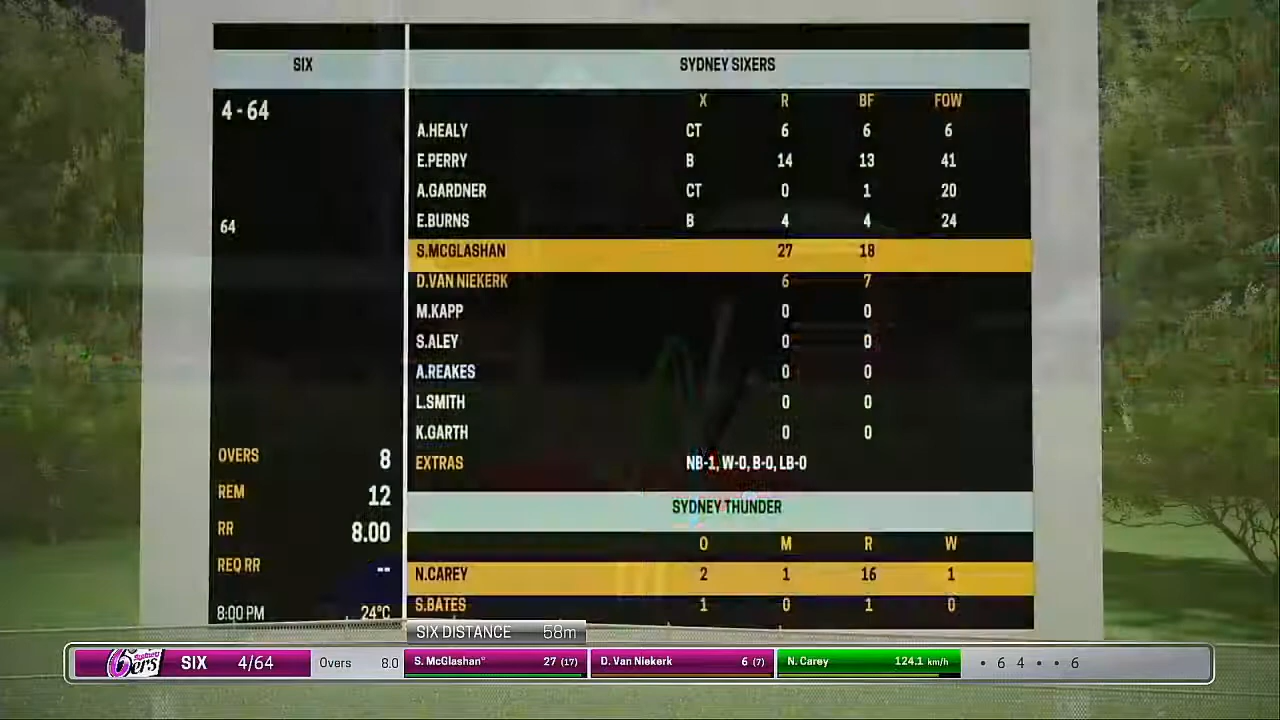 SIX
SYDNEY SIXERS
4 - 64
X R BF FOW
A.HEALY CT 6 6 6
E.PERRY B 14 13 41
A.GARDNER CT 0 1 20
E.BURNS B 4 4 24
64
S.MCGLASHAN 27 18
D.VAN NIEKERK 6 7
M.KAPP 0 0
S.ALEY 0 0
A.REAKES 0 0
L.SMITH 0 0
K.GARTH 0 0
OVERS 8
EXTRAS NB-1, W-0, B-0, LB-0
REM 12
SYDNEY THUNDER
RR 8.00
O M R W
REQ RR --
N.CAREY 2 1 16 1
8:00 PM 24°C
S.BATES 1 0 1 0
SIX DISTANCE 58m
sydney 6ers SIX 4/64 Overs 8.0 S. McGlashan* 27 (17) D. Van Niekerk 6 (7) N. Carey 124.1 km/h • 6 4 • • 6